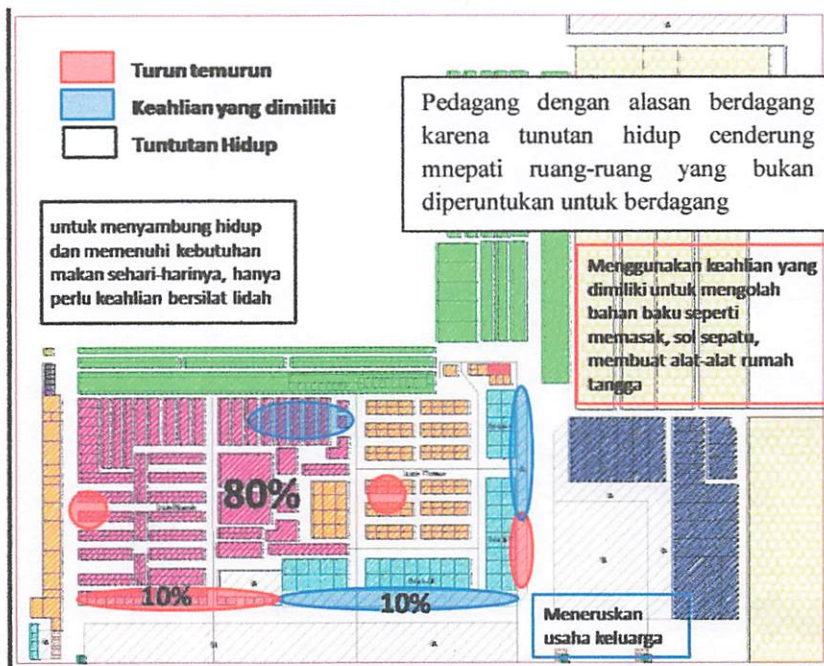 Turun temurun
Keahlian yang dimiliki
Tuntutan Hidup
Pedagang dengan alasan berdagang
karena tunutan hidup cenderung
mnepati ruang-ruang yang bukan
diperuntukan untuk berdagang
untuk menyambung hidup
dan memenuhi kebutuhan
makan sehari-harinya, hanya
perlu keahlian bersilat lidah
Menggunakan keahlian yang
dimiliki untuk mengolah
bahan baku seperti
memasak, sol sepatu,
membuat alat-alat rumah
tangga
80%
10%
10%
Meneruskan
usaha keluarga